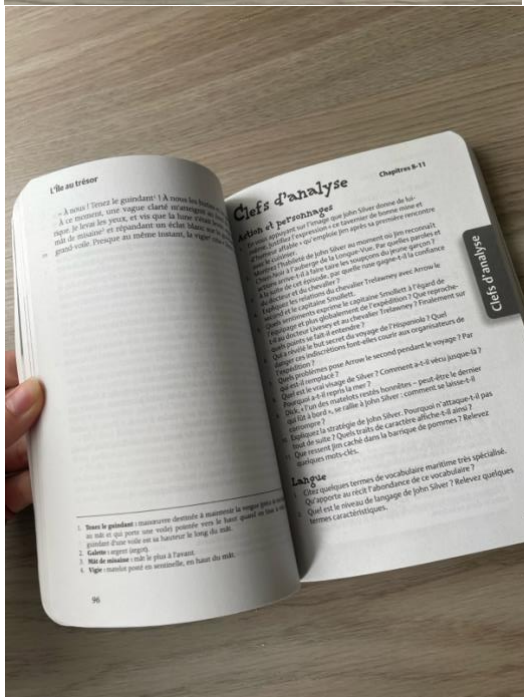 L'Île au trésor
– À nous ! Tenez le guindant¹ ! À nous les
À ce moment, une vague clarté
Je levai les yeux, et vis que la lune s'était
mât de misaine³ et répandait un éclat blanc sur
grand-voile. Presque au même instant, la vigie⁴
1. Tenez le guindant : manœuvre destinée à maintenir la vergue
au mât et qui porte une voile) pointée vers le haut quand
guindant d'une voile est sa hauteur le long du mât.
2. Galette : argent (argot).
3. Mât de misaine : mât le plus à l'avant.
4. Vigie : matelot posté en sentinelle, en haut du mât.
96
Clefs d'analyse
Chapitres 8-11
Action et personnages
En vous appuyant sur l'image que John Silver donne de lui-
même, justifiez l'expression « ce tavernier de bonne mine et
d'humeur affable » qu'emploie Jim après sa première rencontre
avec le cuisinier.
Montrez l'habileté de John Silver au moment où Jim reconnaît
Chien Noir à l'auberge de la Longue-Vue. Par quelles paroles et
actions arrive-t-il à faire taire les soupçons du jeune garçon ?
À la suite de cet épisode, par quelle ruse gagne-t-il la confiance
du docteur et du chevalier ?
Expliquez les relations du chevalier Trelawney avec Arrow le
second et le capitaine Smollett.
Quels sentiments exprime le capitaine Smollett à l'égard de
l'équipage et plus globalement de l'expédition ? Que reproche-
t-il au docteur Livesey et au chevalier Trelawney ? Finalement sur
quels points se fait-il entendre ?
Qui a révélé le but secret du voyage de l'Hispaniola ? Quel
danger ces indiscrétions font-elles courir aux organisateurs de
l'expédition ?
Quels problèmes pose Arrow le second pendant le voyage ? Par
qui est-il remplacé ?
Quel est le vrai visage de Silver ? Comment a-t-il vécu jusque-là ?
Pourquoi a-t-il repris la mer ?
Dick, « l'un des matelots restés honnêtes – peut-être le dernier
qui fût à bord », se rallie à John Silver : comment se laisse-t-il
corrompre ?
10 Expliquez la stratégie de John Silver. Pourquoi n'attaque-t-il pas
tout de suite ? Quels traits de caractère affiche-t-il ainsi ?
11 Que ressent Jim caché dans la barrique de pommes ? Relevez
quelques mots-clés.
Langue
1 Citez quelques termes de vocabulaire maritime très spécialisé.
Qu'apporte au récit l'abondance de ce vocabulaire ?
2 Quel est le niveau de langage de John Silver ? Relevez quelques
termes caractéristiques.
Clefs d'analyse